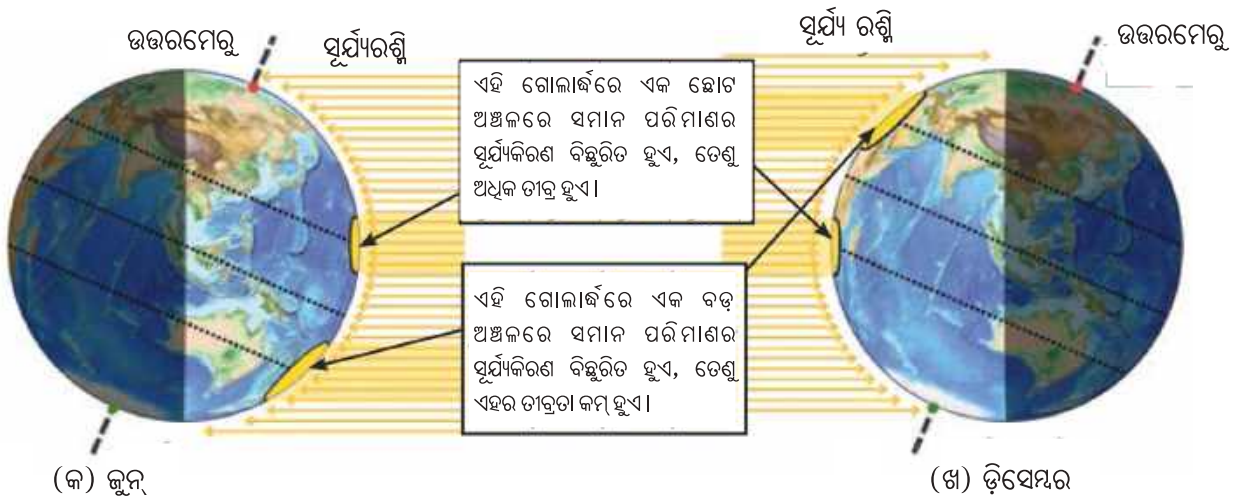 ଉତ୍ତରମେରୁ
ସୂର୍ଯ୍ୟରଶ୍ମି
ସୂର୍ଯ୍ୟ ରଶ୍ମି
ଉତ୍ତରମେରୁ
ଏହି ଗୋଲାର୍ଦ୍ଧରେ ଏକ ଛୋଟ
ଅଞ୍ଚଳରେ ସମାନ ପରିମାଣର
ସୂର୍ଯ୍ୟକିରଣ ବିଛୁରିତ ହୁଏ, ତେଣୁ
ଅଧିକ ତୀବ୍ର ହୁଏ।
ଏହି ଗୋଲାର୍ଦ୍ଧରେ ଏକ ବଡ଼
ଅଞ୍ଚଳରେ ସମାନ ପରିମାଣର
ସୂର୍ଯ୍ୟକିରଣ ବିଛୁରିତ ହୁଏ, ତେଣୁ
ଏହର ତୀବ୍ରତା କମ୍ ହୁଏ।
(କ) ଜୁନ୍
(ଖ) ଡ଼ିସେମ୍ବର